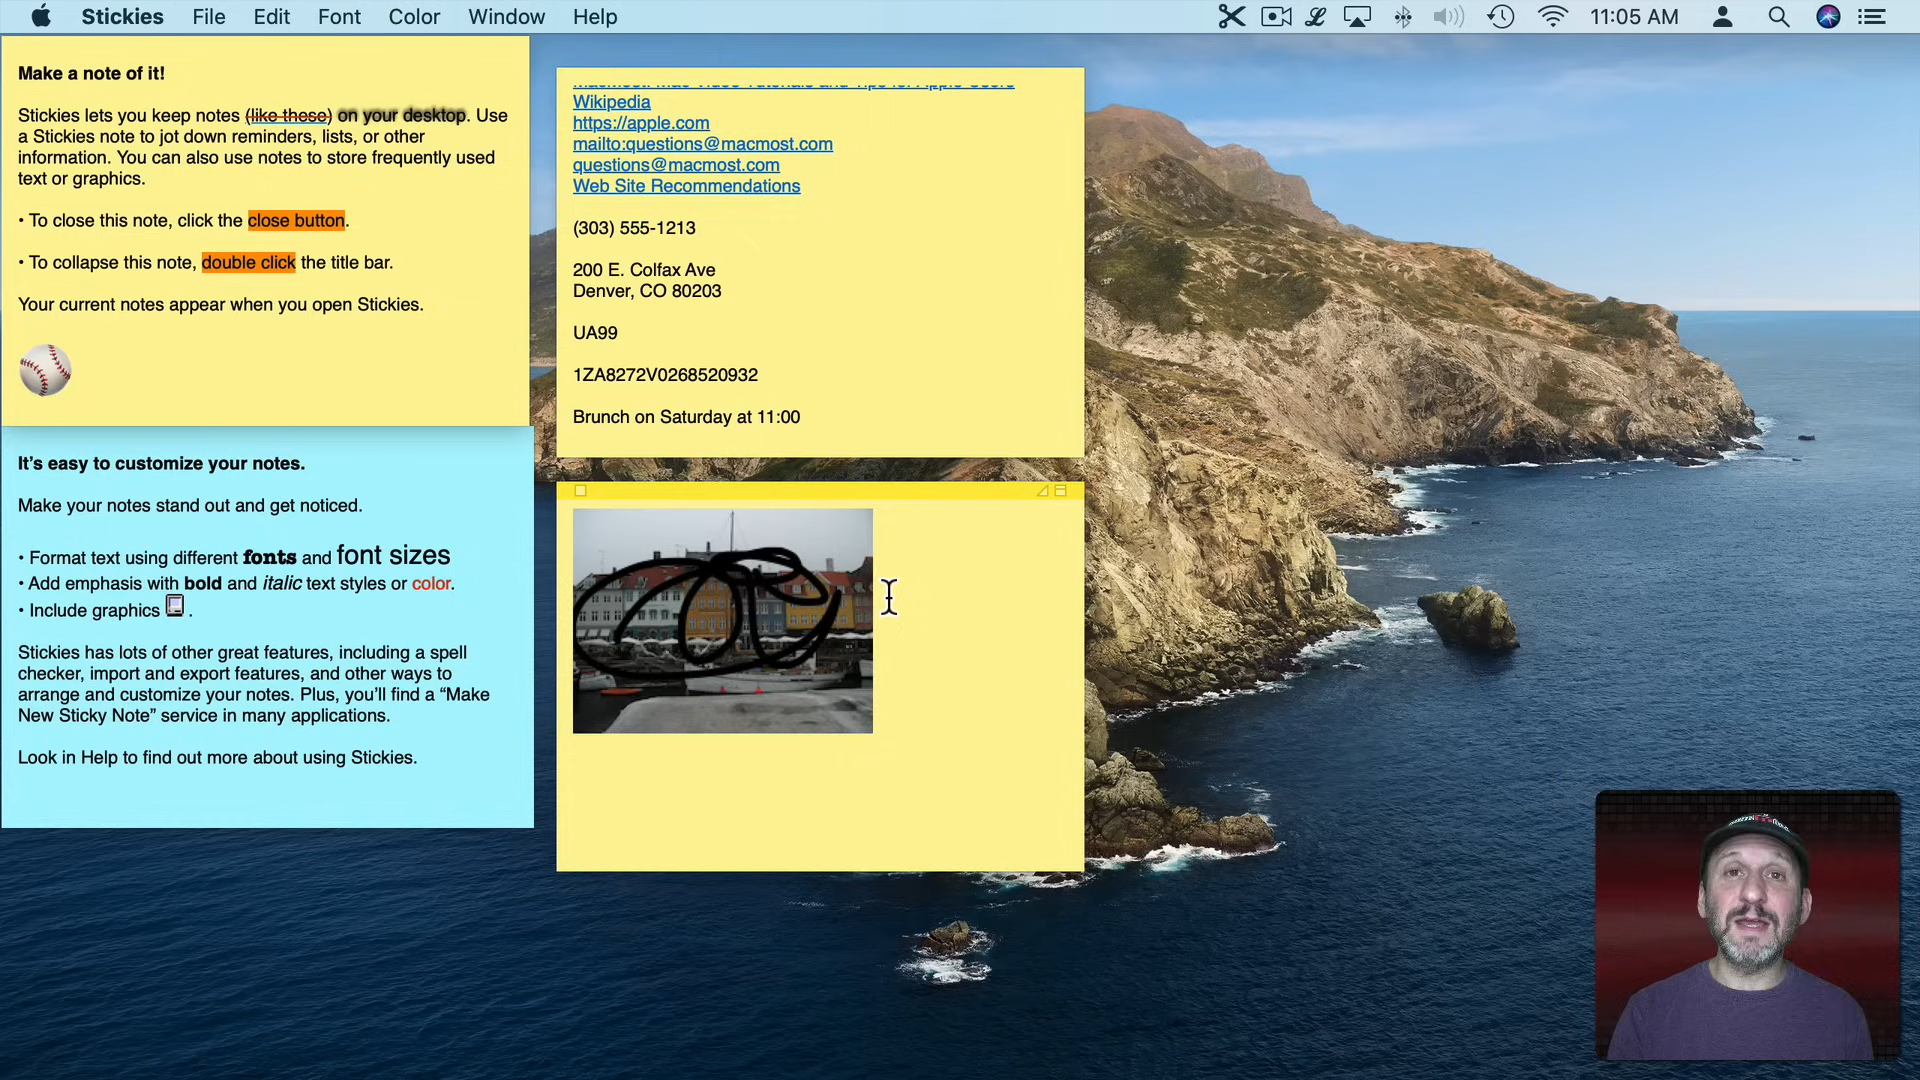 Stickies File Edit Font Color Window Help 11:05 AM
Make a note of it!
Stickies lets you keep notes (like these) on your desktop. Use
a Stickies note to jot down reminders, lists, or other
information. You can also use notes to store frequently used
text or graphics.
• To close this note, click the close button.
• To collapse this note, double click the title bar.
Your current notes appear when you open Stickies.
It’s easy to customize your notes.
Make your notes stand out and get noticed.
• Format text using different fonts and font sizes
• Add emphasis with bold and italic text styles or color.
• Include graphics .
Stickies has lots of other great features, including a spell
checker, import and export features, and other ways to
arrange and customize your notes. Plus, you’ll find a “Make
New Sticky Note” service in many applications.
Look in Help to find out more about using Stickies.
MacMost: Mac Video Tutorials and Tips for Apple Users
Wikipedia
https://apple.com
mailto:questions@macmost.com
questions@macmost.com
Web Site Recommendations
(303) 555-1213
200 E. Colfax Ave
Denver, CO 80203
UA99
1ZA8272V0268520932
Brunch on Saturday at 11:00